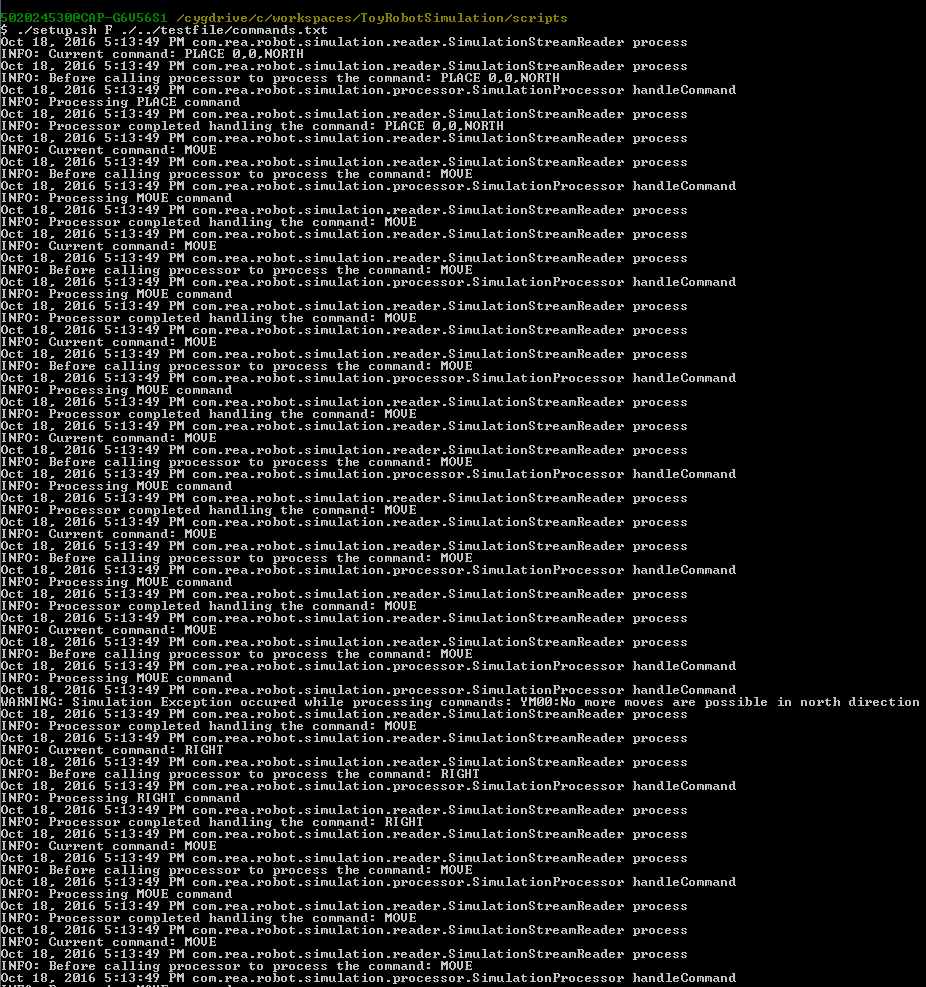 502024530@CAP-G6V56S1 /cygdrive/c/workspaces/ToyRobotSimulation/scripts
$ ./setup.sh F ./../testfile/commands.txt
Oct 18, 2016 5:13:49 PM com.rea.robot.simulation.reader.SimulationStreamReader process
INFO: Current command: PLACE 0,0,NORTH
Oct 18, 2016 5:13:49 PM com.rea.robot.simulation.reader.SimulationStreamReader process
INFO: Before calling processor to process the command: PLACE 0,0,NORTH
Oct 18, 2016 5:13:49 PM com.rea.robot.simulation.processor.SimulationProcessor handleCommand
INFO: Processing PLACE command
Oct 18, 2016 5:13:49 PM com.rea.robot.simulation.reader.SimulationStreamReader process
INFO: Processor completed handling the command: PLACE 0,0,NORTH
Oct 18, 2016 5:13:49 PM com.rea.robot.simulation.reader.SimulationStreamReader process
INFO: Current command: MOVE
Oct 18, 2016 5:13:49 PM com.rea.robot.simulation.reader.SimulationStreamReader process
INFO: Before calling processor to process the command: MOVE
Oct 18, 2016 5:13:49 PM com.rea.robot.simulation.processor.SimulationProcessor handleCommand
INFO: Processing MOVE command
Oct 18, 2016 5:13:49 PM com.rea.robot.simulation.reader.SimulationStreamReader process
INFO: Processor completed handling the command: MOVE
Oct 18, 2016 5:13:49 PM com.rea.robot.simulation.reader.SimulationStreamReader process
INFO: Current command: MOVE
Oct 18, 2016 5:13:49 PM com.rea.robot.simulation.reader.SimulationStreamReader process
INFO: Before calling processor to process the command: MOVE
Oct 18, 2016 5:13:49 PM com.rea.robot.simulation.processor.SimulationProcessor handleCommand
INFO: Processing MOVE command
Oct 18, 2016 5:13:49 PM com.rea.robot.simulation.reader.SimulationStreamReader process
INFO: Processor completed handling the command: MOVE
Oct 18, 2016 5:13:49 PM com.rea.robot.simulation.reader.SimulationStreamReader process
INFO: Current command: MOVE
Oct 18, 2016 5:13:49 PM com.rea.robot.simulation.reader.SimulationStreamReader process
INFO: Before calling processor to process the command: MOVE
Oct 18, 2016 5:13:49 PM com.rea.robot.simulation.processor.SimulationProcessor handleCommand
INFO: Processing MOVE command
Oct 18, 2016 5:13:49 PM com.rea.robot.simulation.reader.SimulationStreamReader process
INFO: Processor completed handling the command: MOVE
Oct 18, 2016 5:13:49 PM com.rea.robot.simulation.reader.SimulationStreamReader process
INFO: Current command: MOVE
Oct 18, 2016 5:13:49 PM com.rea.robot.simulation.reader.SimulationStreamReader process
INFO: Before calling processor to process the command: MOVE
Oct 18, 2016 5:13:49 PM com.rea.robot.simulation.processor.SimulationProcessor handleCommand
INFO: Processing MOVE command
Oct 18, 2016 5:13:49 PM com.rea.robot.simulation.reader.SimulationStreamReader process
INFO: Processor completed handling the command: MOVE
Oct 18, 2016 5:13:49 PM com.rea.robot.simulation.reader.SimulationStreamReader process
INFO: Current command: MOVE
Oct 18, 2016 5:13:49 PM com.rea.robot.simulation.reader.SimulationStreamReader process
INFO: Before calling processor to process the command: MOVE
Oct 18, 2016 5:13:49 PM com.rea.robot.simulation.processor.SimulationProcessor handleCommand
INFO: Processing MOVE command
Oct 18, 2016 5:13:49 PM com.rea.robot.simulation.reader.SimulationStreamReader process
INFO: Processor completed handling the command: MOVE
Oct 18, 2016 5:13:49 PM com.rea.robot.simulation.reader.SimulationStreamReader process
INFO: Current command: MOVE
Oct 18, 2016 5:13:49 PM com.rea.robot.simulation.reader.SimulationStreamReader process
INFO: Before calling processor to process the command: MOVE
Oct 18, 2016 5:13:49 PM com.rea.robot.simulation.processor.SimulationProcessor handleCommand
INFO: Processing MOVE command
Oct 18, 2016 5:13:49 PM com.rea.robot.simulation.processor.SimulationProcessor handleCommand
WARNING: Simulation Exception occured while processing commands: YM00:No more moves are possible in north direction
Oct 18, 2016 5:13:49 PM com.rea.robot.simulation.reader.SimulationStreamReader process
INFO: Processor completed handling the command: MOVE
Oct 18, 2016 5:13:49 PM com.rea.robot.simulation.reader.SimulationStreamReader process
INFO: Current command: RIGHT
Oct 18, 2016 5:13:49 PM com.rea.robot.simulation.reader.SimulationStreamReader process
INFO: Before calling processor to process the command: RIGHT
Oct 18, 2016 5:13:49 PM com.rea.robot.simulation.processor.SimulationProcessor handleCommand
INFO: Processing RIGHT command
Oct 18, 2016 5:13:49 PM com.rea.robot.simulation.reader.SimulationStreamReader process
INFO: Processor completed handling the command: RIGHT
Oct 18, 2016 5:13:49 PM com.rea.robot.simulation.reader.SimulationStreamReader process
INFO: Current command: MOVE
Oct 18, 2016 5:13:49 PM com.rea.robot.simulation.reader.SimulationStreamReader process
INFO: Before calling processor to process the command: MOVE
Oct 18, 2016 5:13:49 PM com.rea.robot.simulation.processor.SimulationProcessor handleCommand
INFO: Processing MOVE command
Oct 18, 2016 5:13:49 PM com.rea.robot.simulation.reader.SimulationStreamReader process
INFO: Processor completed handling the command: MOVE
Oct 18, 2016 5:13:49 PM com.rea.robot.simulation.reader.SimulationStreamReader process
INFO: Current command: MOVE
Oct 18, 2016 5:13:49 PM com.rea.robot.simulation.reader.SimulationStreamReader process
INFO: Before calling processor to process the command: MOVE
Oct 18, 2016 5:13:49 PM com.rea.robot.simulation.processor.SimulationProcessor handleCommand